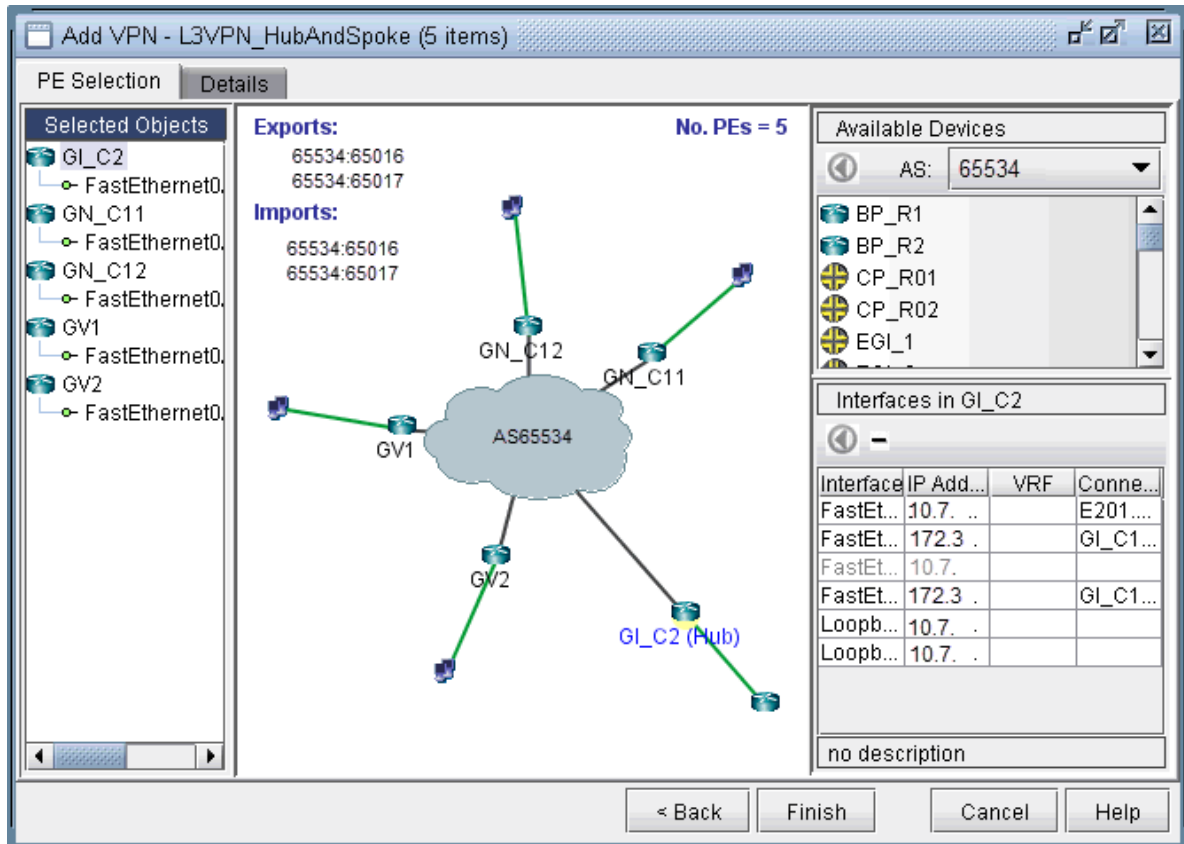 Add VPN - L3VPN_HubAndSpoke (5 items)
PE Selection
Details
Selected Objects
GI_C2
FastEthernet0.
GN_C11
FastEthernet0.
GN_C12
FastEthernet0.
GV1
FastEthernet0.
GV2
FastEthernet0.
Exports:
No. PEs = 5
65534:65016
65534:65017
Imports:
65534:65016
65534:65017
GN_C12
GN_C11
GV1
AS65534
GV2
GI_C2 (Hub)
Available Devices
AS: 65534
BP_R1
BP_R2
CP_R01
CP_R02
EGI_1
Interfaces in GI_C2
Interface IP Add... VRF Conne...
FastEt... 10.7. .. E201....
FastEt... 172.3 . GI_C1...
FastEt... 10.7.
FastEt... 172.3 . GI_C1...
Loopb... 10.7. .
Loopb... 10.7. .
no description
< Back Finish Cancel Help